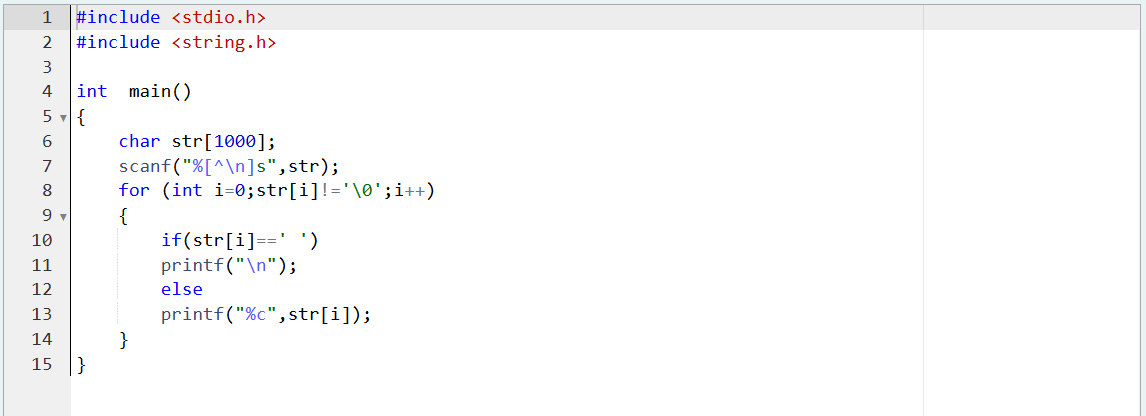 1 #include <stdio.h>
2 #include <string.h>
3
4 int  main()
5 {
6     char str[1000];
7     scanf("%[^\n]s",str);
8     for (int i=0;str[i]!='\0';i++)
9     {
10         if(str[i]==' ')
11         printf("\n");
12         else
13         printf("%c",str[i]);
14     }
15 }